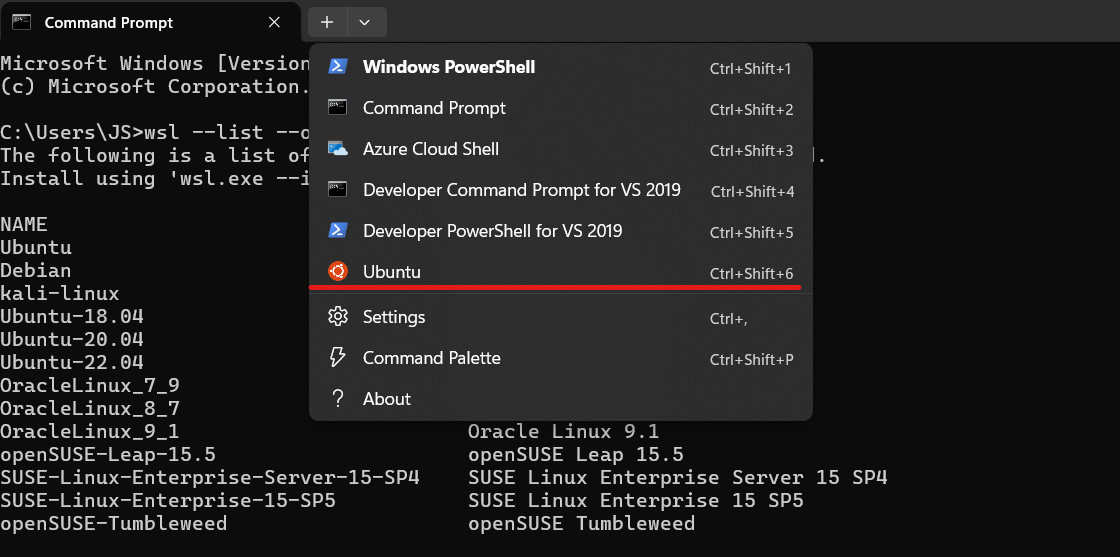 Command Prompt
Microsoft Windows [Version
(c) Microsoft Corporation.
C:\Users\JS>wsl --list --o
The following is a list of
Install using 'wsl.exe --i
NAME
Ubuntu
Debian
kali-linux
Ubuntu-18.04
Ubuntu-20.04
Ubuntu-22.04
OracleLinux_7_9
OracleLinux_8_7
OracleLinux_9_1 Oracle Linux 9.1
openSUSE-Leap-15.5 openSUSE Leap 15.5
SUSE-Linux-Enterprise-Server-15-SP4 SUSE Linux Enterprise Server 15 SP4
SUSE-Linux-Enterprise-15-SP5 SUSE Linux Enterprise 15 SP5
openSUSE-Tumbleweed openSUSE Tumbleweed
Windows PowerShell Ctrl+Shift+1
Command Prompt Ctrl+Shift+2
Azure Cloud Shell Ctrl+Shift+3
Developer Command Prompt for VS 2019 Ctrl+Shift+4
Developer PowerShell for VS 2019 Ctrl+Shift+5
Ubuntu Ctrl+Shift+6
Settings Ctrl+,
Command Palette Ctrl+Shift+P
About